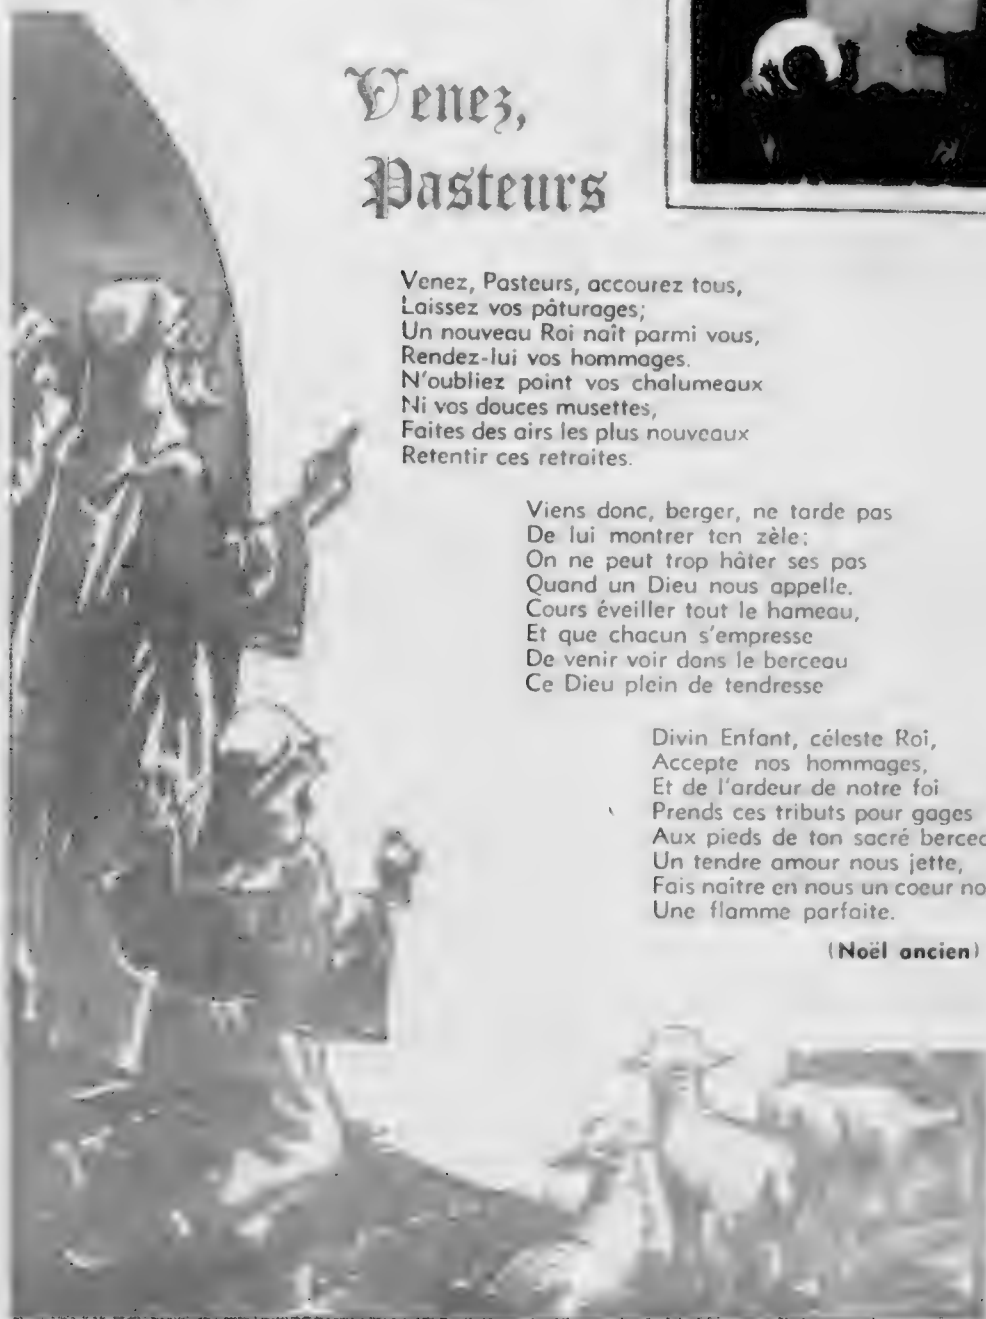 Venez,
Pasteurs
Venez, Pasteurs, accourez tous,
Laissez vos pâturages;
Un nouveau Roi naît parmi vous,
Rendez-lui vos hommages.
N'oubliez point vos chalumeaux
Ni vos douces musettes,
Faites des airs les plus nouveaux
Retentir ces retraites.
Viens donc, berger, ne tarde pas
De lui montrer ton zèle;
On ne peut trop hâter ses pas
Quand un Dieu nous appelle.
Cours éveiller tout le hameau,
Et que chacun s'empresse
De venir voir dans le berceau
Ce Dieu plein de tendresse
Divin Enfant, céleste Roi,
Accepte nos hommages,
Et de l'ardeur de notre foi
Prends ces tributs pour gages
Aux pieds de ton sacré
Un tendre amour nous jette,
Fais naître en nous un coeur
Une flamme parfaite.
(Noël ancien)